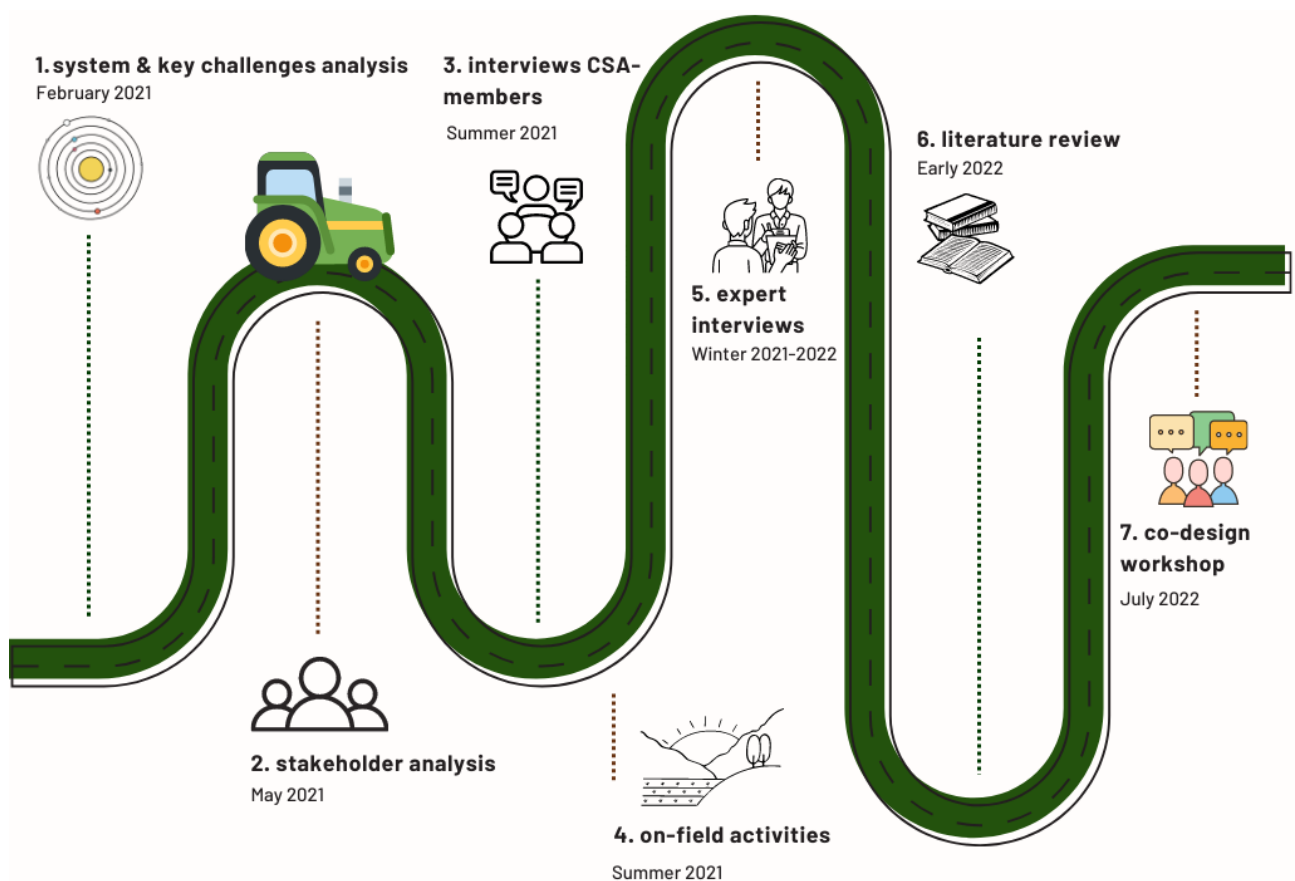 1.system & key challenges analysis
February 2021
2. stakeholder analysis
May 2021
3. interviews CSA-
members
Summer 2021
4. on-field activities
Summer 2021
5. expert
interviews
Winter 2021-2022
6. literature review
Early 2022
7. co-design
workshop
July 2022